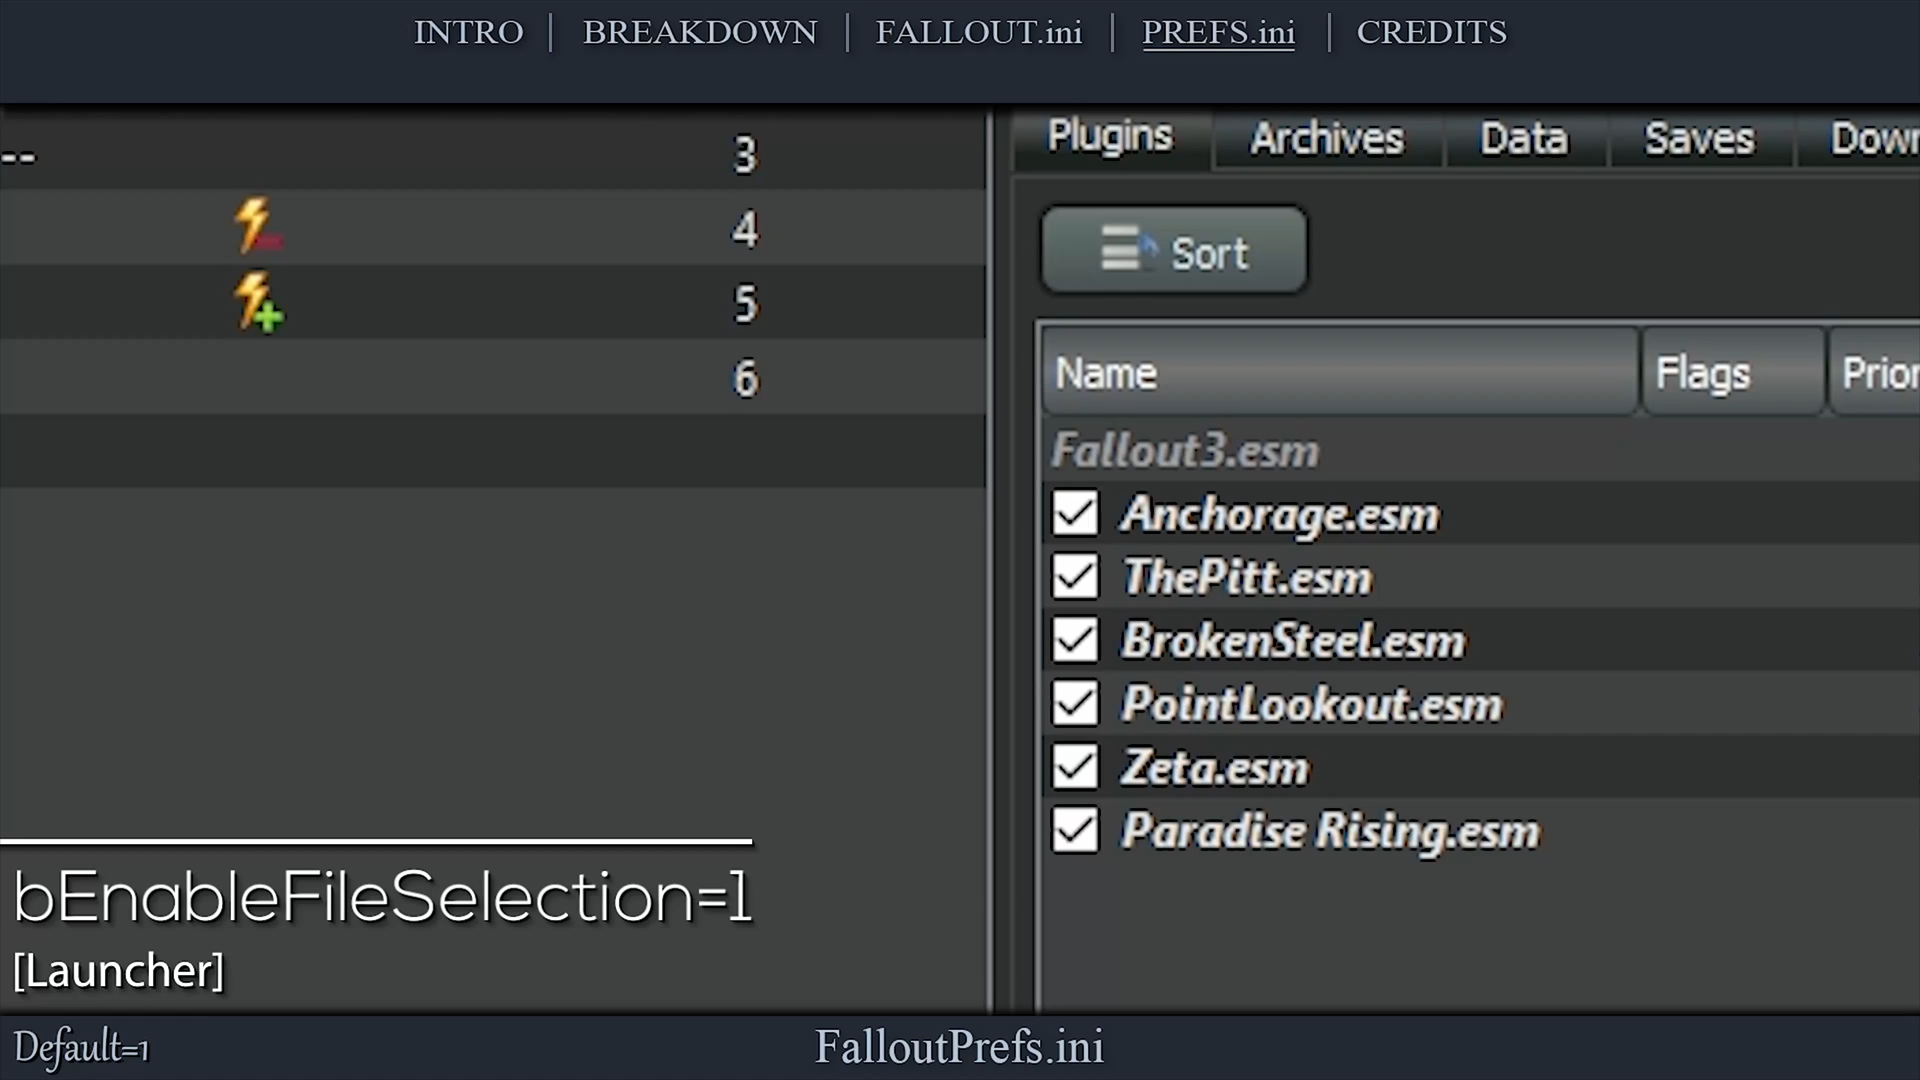 INTRO | BREAKDOWN | FALLOUT.ini | PREFS.ini | CREDITS
--
3
4
5
6
Plugins Archives Data Saves Down
Sort
Name Flags Prior
Fallout3.esm
Anchorage.esm
ThePitt.esm
BrokenSteel.esm
PointLookout.esm
Zeta.esm
Paradise Rising.esm
bEnableFileSelection=1
[Launcher]
Default=1
FalloutPrefs.ini